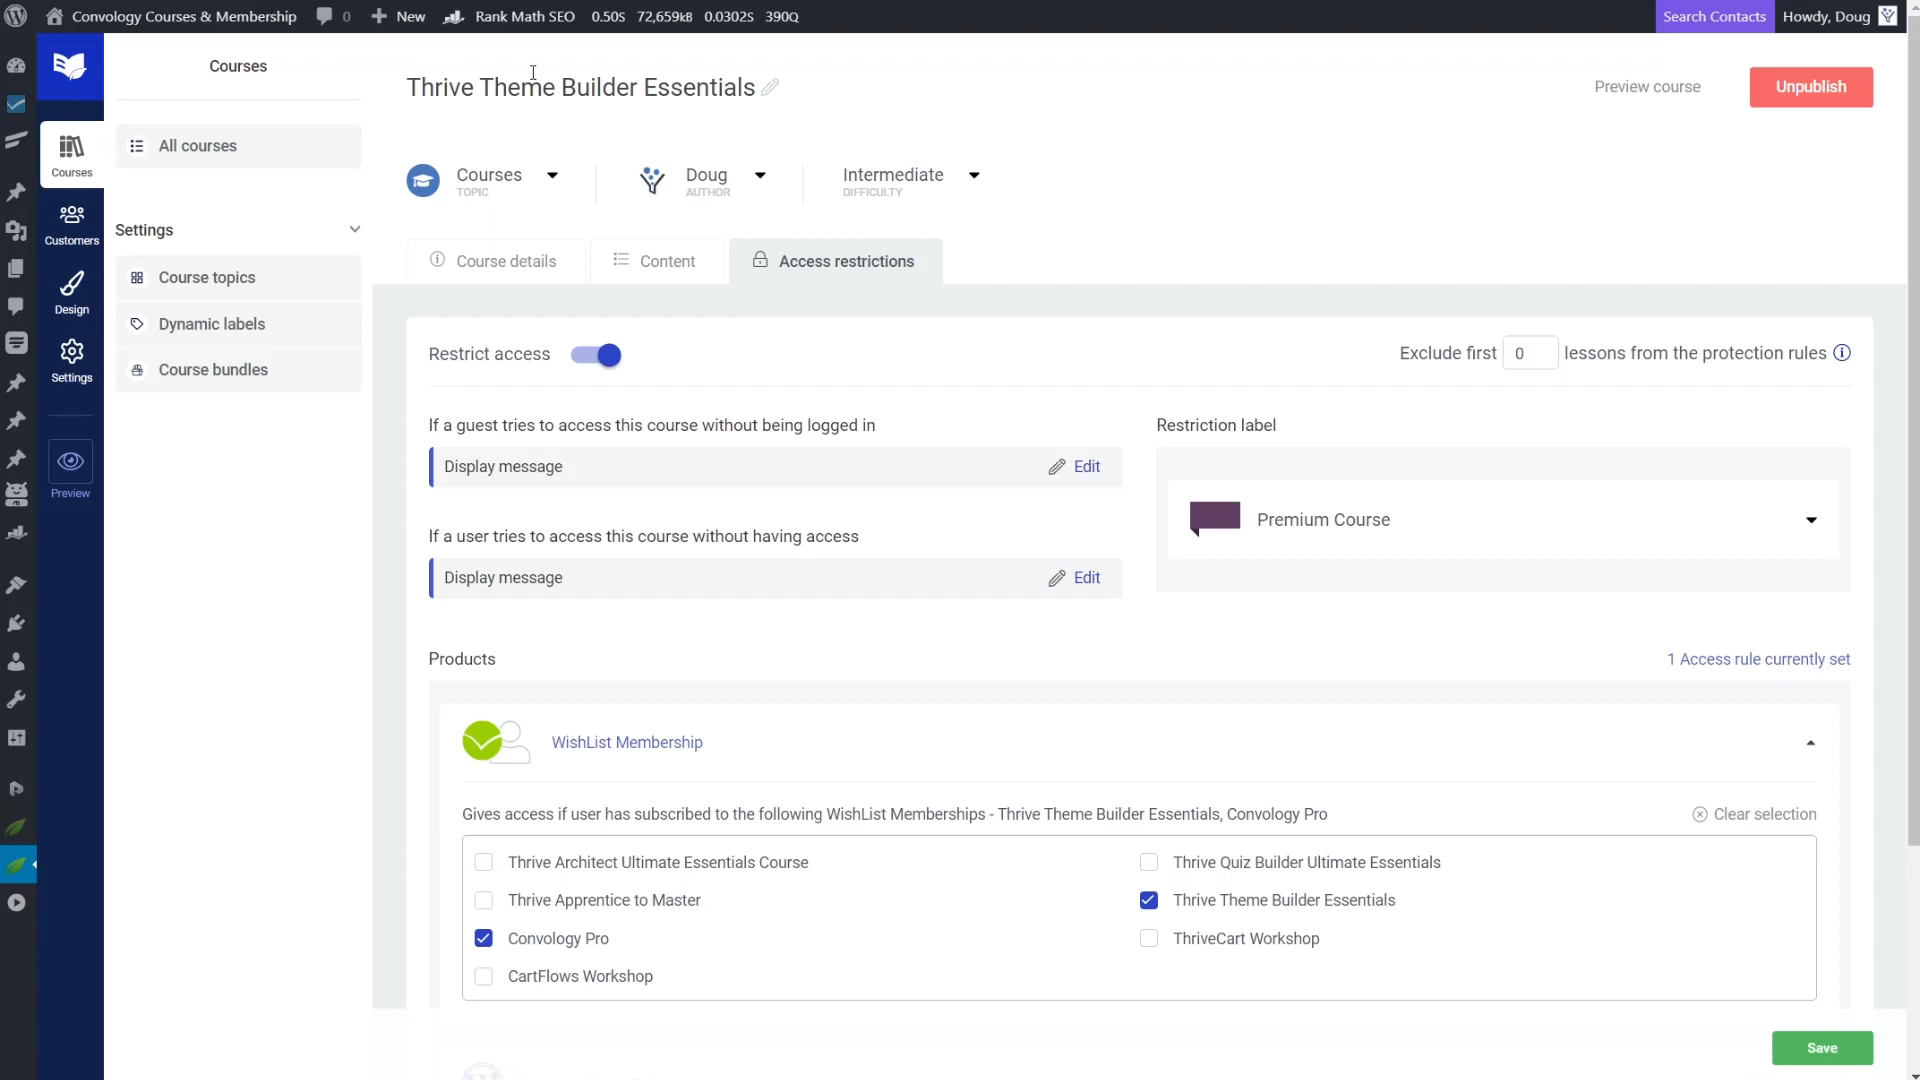 Convology Courses & Membership 0 New Rank Math SEO 0.50S 72,659kB 0.0302S 390Q Search Contacts Howdy, Doug
Courses
Customers
Design
Settings
Preview
Courses
All courses
Settings
Course topics
Dynamic labels
Course bundles
Thrive Theme Builder Essentials
Preview course
Unpublish
Courses
TOPIC
Doug
AUTHOR
Intermediate
DIFFICULTY
Course details
Content
Access restrictions
Restrict access
Exclude first 0 lessons from the protection rules
If a guest tries to access this course without being logged in
Display message Edit
If a user tries to access this course without having access
Display message Edit
Restriction label
Premium Course
Products
1 Access rule currently set
WishList Membership
Gives access if user has subscribed to the following WishList Memberships - Thrive Theme Builder Essentials, Convology Pro
Clear selection
Thrive Architect Ultimate Essentials Course
Thrive Quiz Builder Ultimate Essentials
Thrive Apprentice to Master
Thrive Theme Builder Essentials
Convology Pro
ThriveCart Workshop
CartFlows Workshop
Save